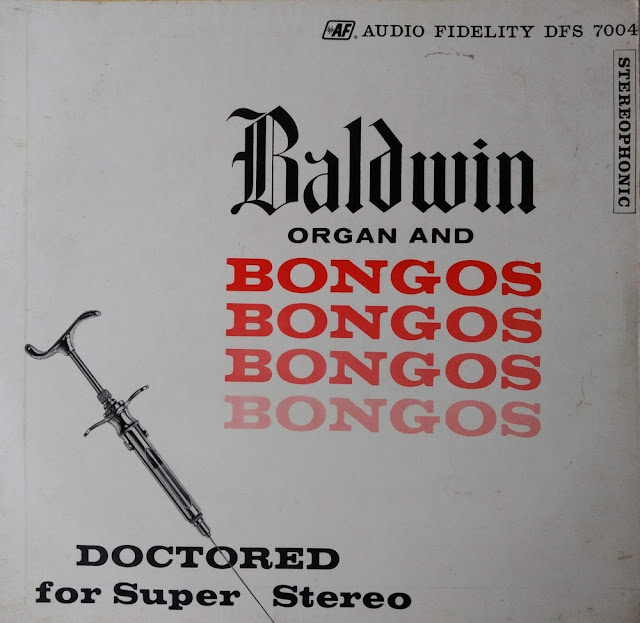 AF AUDIO FIDELITY DFS 7004
STEREOPHONIC
Baldwin
ORGAN AND
BONGOS
BONGOS
BONGOS
BONGOS
DOCTORED
for Super Stereo